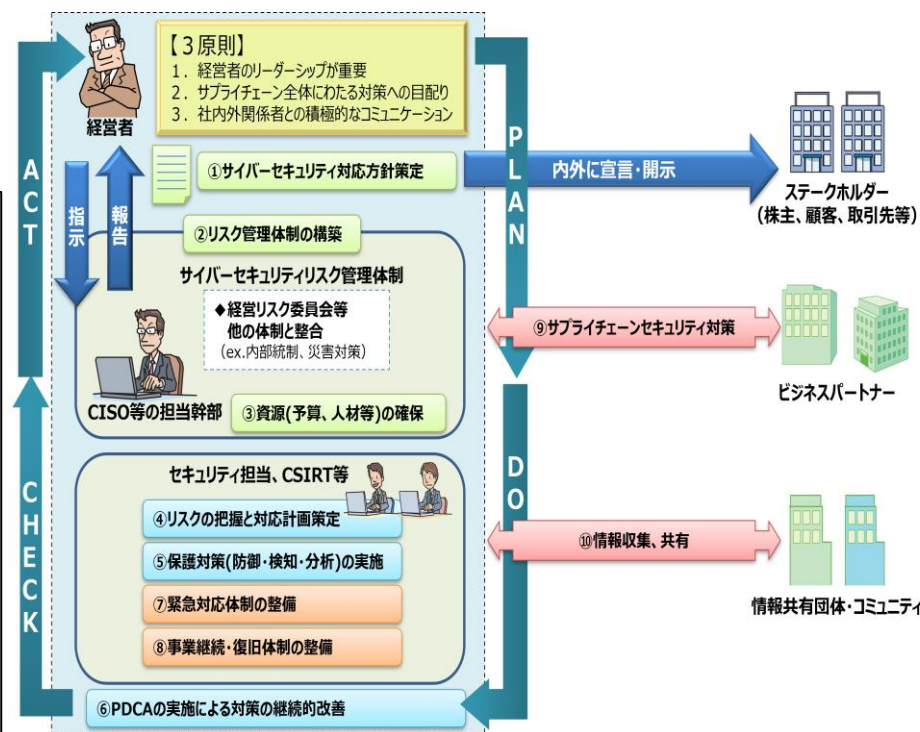 【３原則】
１．経営者のリーダーシップが重要
２．サプライチェーン全体にわたる対策への目配り
３．社内外関係者との積極的なコミュニケーション
経営者
①サイバーセキュリティ対応方針策定
内外に宣言・開示
ステークホルダー
（株主、顧客、取引先等）
PLAN
ACT
指示
報告
②リスク管理体制の構築
サイバーセキュリティリスク管理体制
◆経営リスク委員会等
他の体制と整合
（ex.内部統制、災害対策）
CISO等の担当幹部
③資源(予算、人材等)の確保
⑨サプライチェーンセキュリティ対策
ビジネスパートナー
DO
CHECK
セキュリティ担当、CSIRT等
④リスクの把握と対応計画策定
⑤保護対策(防御・検知・分析)の実施
⑦緊急対応体制の整備
⑧事業継続・復旧体制の整備
⑩情報収集、共有
情報共有団体・コミュニティ
⑥PDCAの実施による対策の継続的改善